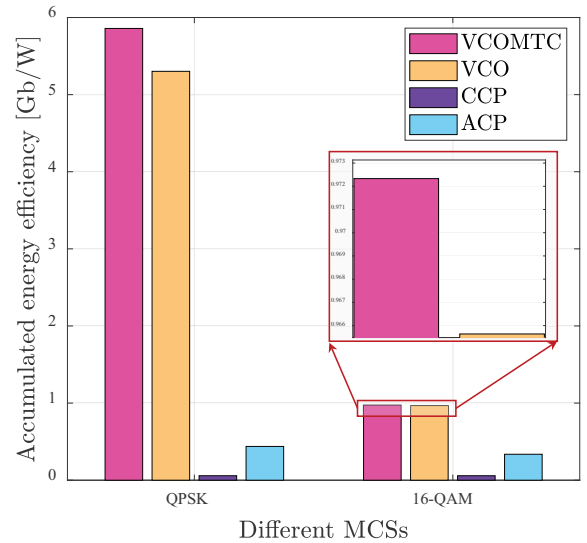 Accumulated energy efficiency [Gb/W]
6
5
4
3
2
1
0
VCOMTC
VCO
CCP
ACP
0.973
0.972
0.971
0.97
0.969
0.968
0.967
0.966
QPSK
16-QAM
Different MCSs